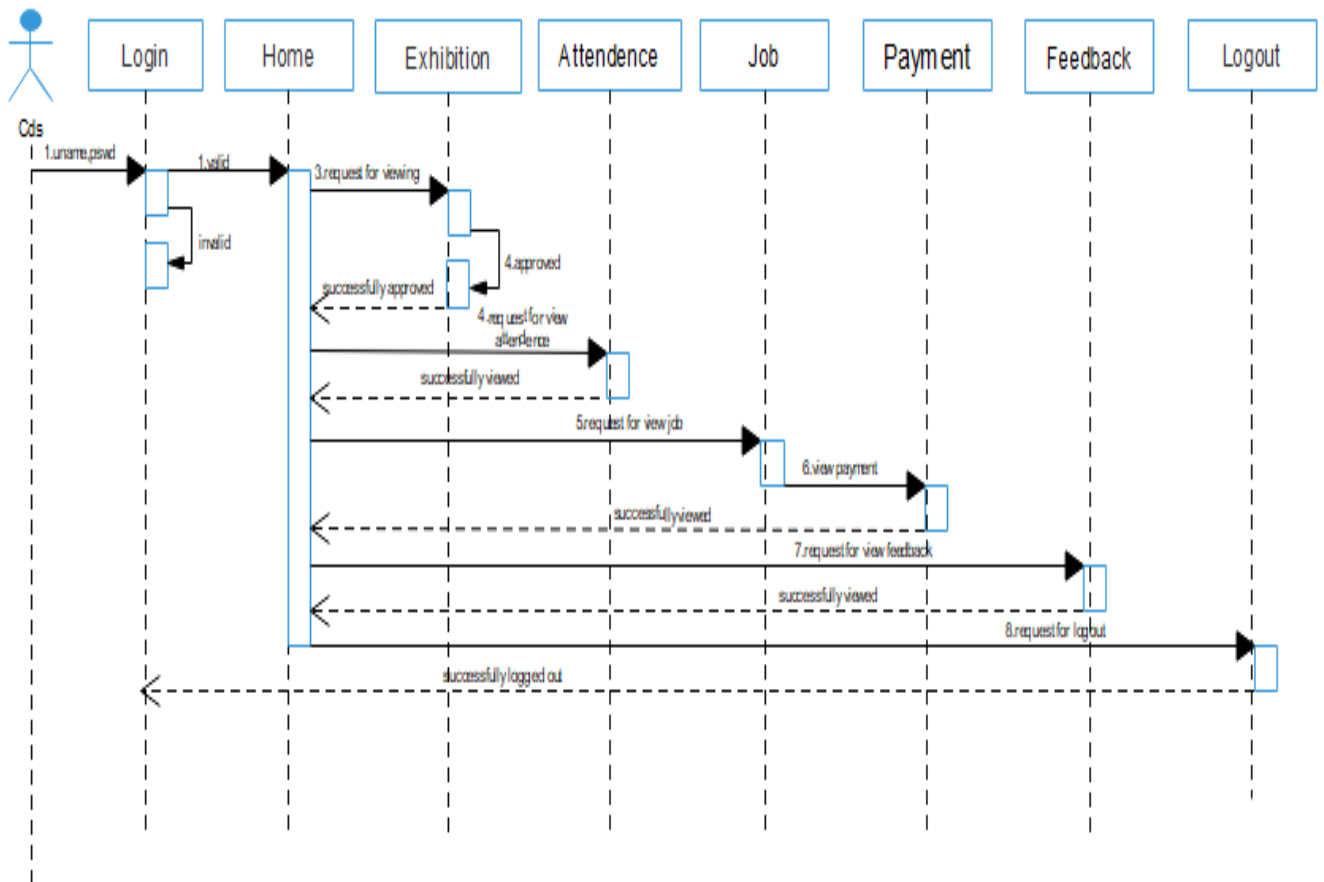 Login
Home
Exhibition
Attendence
Job
Payment
Feedback
Logout
Cds
1.uname,pswd
1.valid
3.request for viewing
invalid
4.approved
successfully approved
4.request for view
attendence
successfully viewed
5.request for view job
6.view payment
successfully viewed
7.request for view feedback
successfully viewed
8.request for logout
successfully logged out